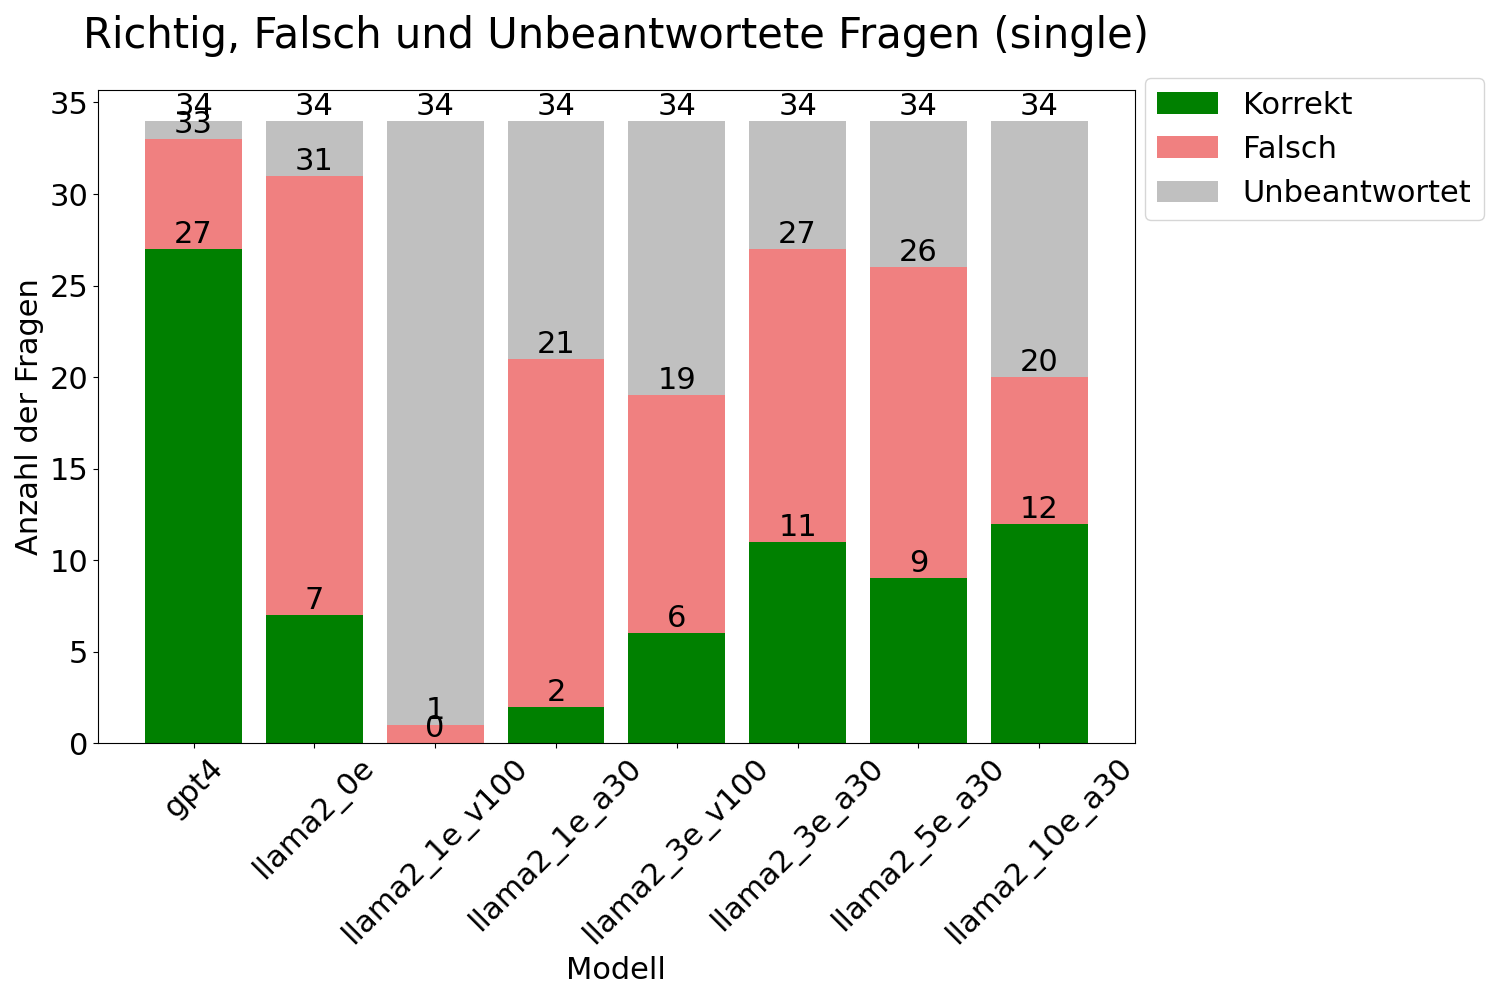 Richtig, Falsch und Unbeantwortete Fragen (single)
Korrekt
Falsch
Unbeantwortet
Anzahl der Fragen
35
30
25
20
15
10
5
0
34
33
27
34
31
7
34
1
0
34
21
2
34
19
6
34
27
11
34
26
9
34
20
12
gpt4
llama2_0e
llama2_1e_v100
llama2_1e_a30
llama2_3e_v100
llama2_3e_a30
llama2_5e_a30
llama2_10e_a30
Modell